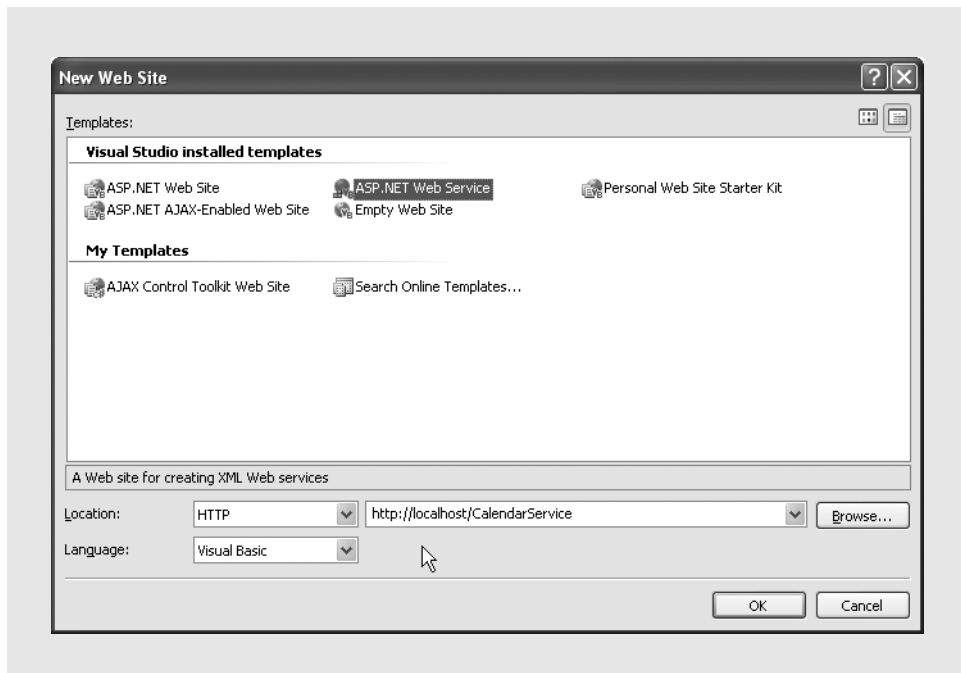 New Web Site
Templates:
Visual Studio installed templates
ASP.NET Web Site
ASP.NET Web Service
Personal Web Site Starter Kit
ASP.NET AJAX-Enabled Web Site
Empty Web Site
My Templates
AJAX Control Toolkit Web Site
Search Online Templates...
A Web site for creating XML Web services
Location:
HTTP
http://localhost/CalendarService
Browse...
Language:
Visual Basic
OK
Cancel